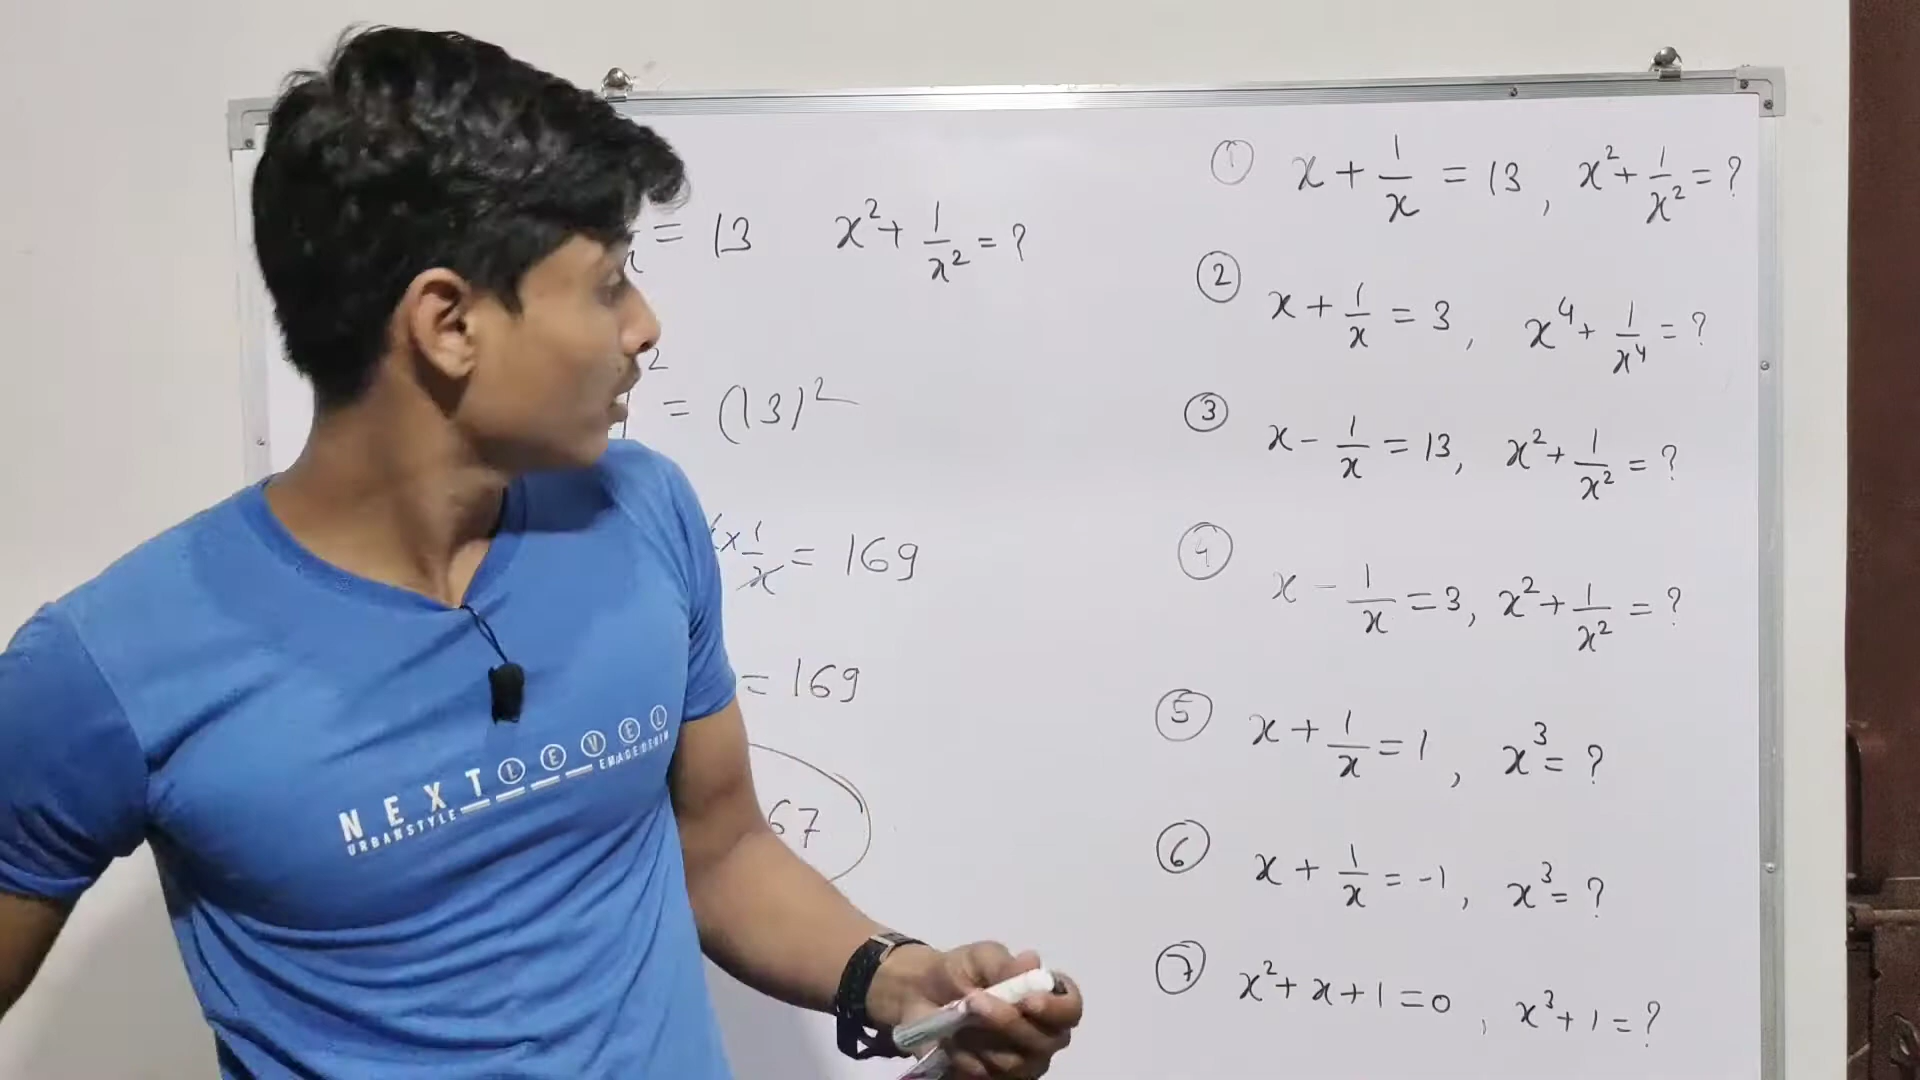 = 13 x² + 1/x² = ?
² = (13)²
x 1/x = 169
= 169
67
① x + 1/x = 13, x² + 1/x² = ?
② x + 1/x = 3, x⁴ + 1/x⁴ = ?
③ x - 1/x = 13, x² + 1/x² = ?
④ x - 1/x = 3, x² + 1/x² = ?
⑤ x + 1/x = 1, x³ = ?
⑥ x + 1/x = -1, x³ = ?
⑦ x² + x + 1 = 0, x³ + 1 = ?
NEXT LEVEL
URBANSTYLE